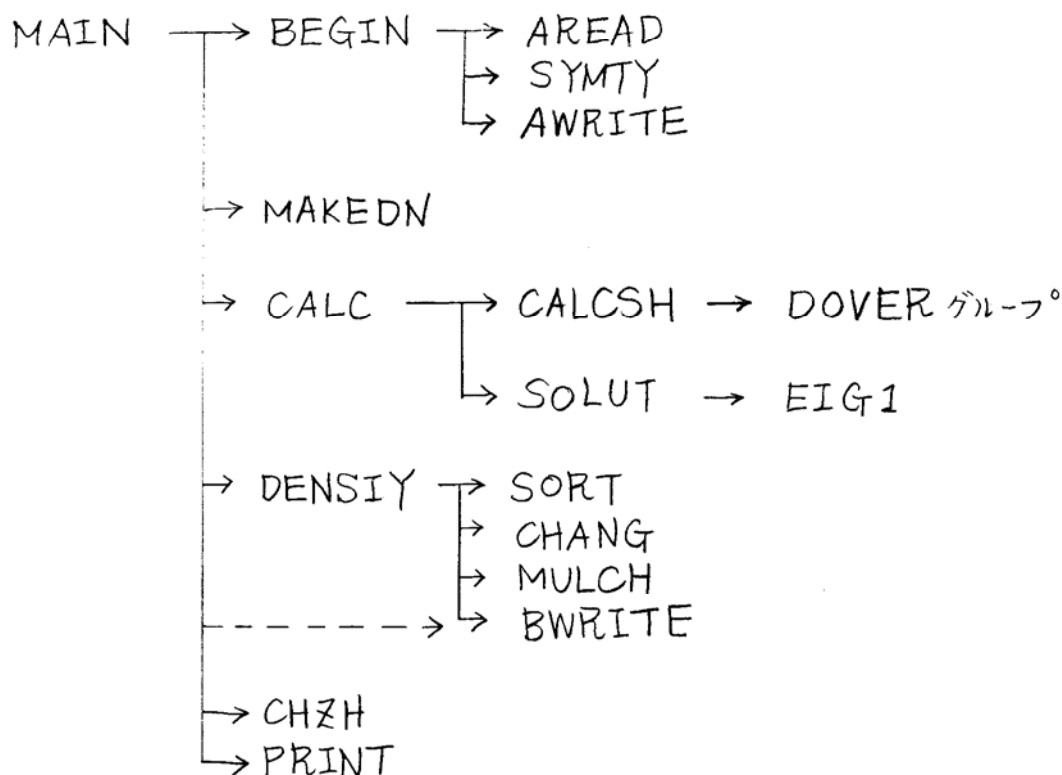 MAIN → BEGIN → AREAD
→ SYMTY
→ AWRITE
→ MAKEDN
→ CALC → CALCSH → DOVER グループ
→ SOLUT → EIG1
→ DENSIY → SORT
→ CHANG
→ MULCH
→ BWRITE
→ CHZH
→ PRINT